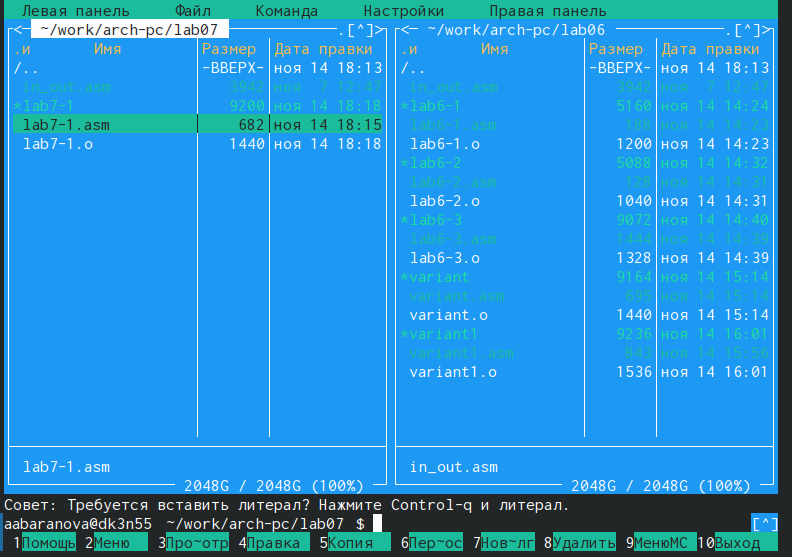 Левая панель Файл Команда Настройки Правая панель
<─ ~/work/arch-pc/lab07 ─.[^]> <─ ~/work/arch-pc/lab06 ─.[^]>
.и Имя Размер Дата правки .и Имя Размер Дата правки
/.. -ВВЕРХ- ноя 14 18:13 /.. -ВВЕРХ- ноя 14 18:13
in_out.asm 3942 ноя 7 12:47 in_out.asm 3942 ноя 7 12:47
*lab7-1 9200 ноя 14 18:18 *lab6-1 5160 ноя 14 14:24
lab7-1.asm 682 ноя 14 18:15 lab6-1.asm 188 ноя 14 14:23
lab7-1.o 1440 ноя 14 18:18 lab6-1.o 1200 ноя 14 14:23
*lab6-2 5088 ноя 14 14:32
lab6-2.asm 128 ноя 14 14:31
lab6-2.o 1040 ноя 14 14:31
*lab6-3 9072 ноя 14 14:40
lab6-3.asm 1444 ноя 14 14:39
lab6-3.o 1328 ноя 14 14:39
*variant 9164 ноя 14 15:14
variant.asm 695 ноя 14 15:14
variant.o 1440 ноя 14 15:14
*variant1 9236 ноя 14 16:01
variant1.asm 843 ноя 14 15:56
variant1.o 1536 ноя 14 16:01
lab7-1.asm in_out.asm
2048G / 2048G (100%) 2048G / 2048G (100%)
Совет: Требуется вставить литерал? Нажмите Control-q и литерал.
aabaranova@dk3n55 ~/work/arch-pc/lab07 $ [^]
1Помощь 2Меню 3Про~отр 4Правка 5Копия 6Пер~ос 7Нов~лг 8Удалить 9МенюMC 10Выход